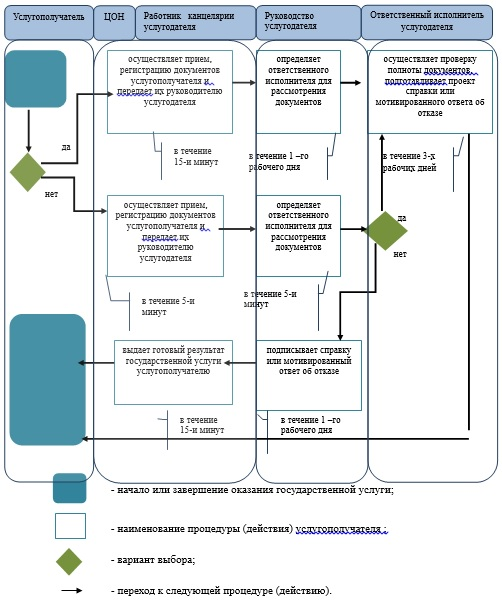 Услугополучатель
ЦОН
Работник канцелярии
услугодателя
Руководство
услугодателя
Ответственный исполнитель
услугодателя
осуществляет прием,
регистрацию документов
услугополучателя и
передает их руководителю
услугодателя
определяет
ответственного
исполнителя для
рассмотрения
документов
осуществляет проверку
полноты документов,
подготавливает проект
справки или
мотивированного ответа об
отказе
да
нет
в течение
15-и минут
в течение 1 –го
рабочего дня
в течение 3-х
рабочих дней
осуществляет прием,
регистрацию документов
услугополучателя и
передает их
руководителю
услугодателя
определяет
ответственного
исполнителя для
рассмотрения
документов
да
нет
в течение 5-и
минут
в течение 5-и
минут
выдает готовый результат
государственной услуги
услугополучателю
подписывает справку
или мотивированный
ответ об отказе
в течение
15-и минут
в течение 1 –го
рабочего дня
- начало или завершение оказания государственной услуги;
- наименование процедуры (действия) услугополучателя ;
- вариант выбора;
- переход к следующей процедуре (действию).